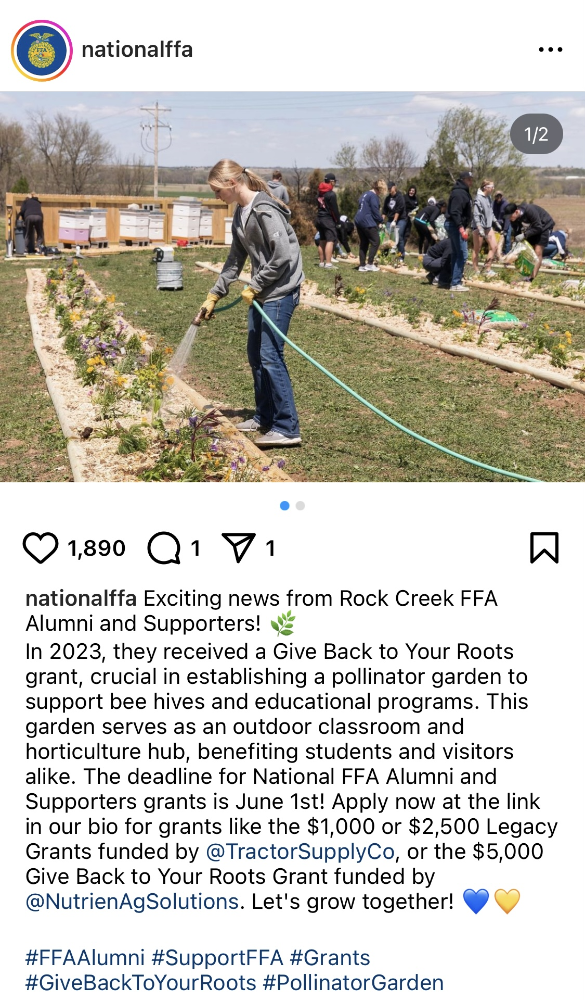 nationalffa
FFA
1/2
1,890 1 1
nationalffa Exciting news from Rock Creek FFA
Alumni and Supporters! 🌿
In 2023, they received a Give Back to Your Roots
grant, crucial in establishing a pollinator garden to
support bee hives and educational programs. This
garden serves as an outdoor classroom and
horticulture hub, benefiting students and visitors
alike. The deadline for National FFA Alumni and
Supporters grants is June 1st! Apply now at the link
in our bio for grants like the $1,000 or $2,500 Legacy
Grants funded by @TractorSupplyCo, or the $5,000
Give Back to Your Roots Grant funded by
@NutrienAgSolutions. Let's grow together! 💙💛
#FFAAlumni #SupportFFA #Grants
#GiveBackToYourRoots #PollinatorGarden